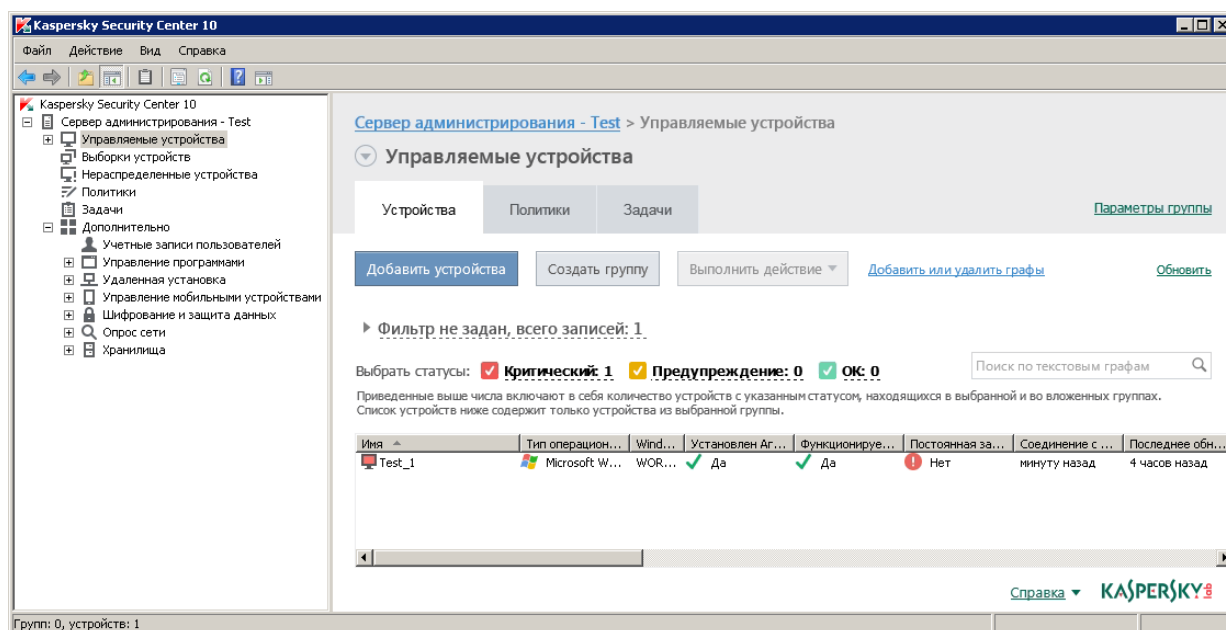 Kaspersky Security Center 10
Файл Действие Вид Справка
Kaspersky Security Center 10
Сервер администрирования - Test
Управляемые устройства
Выборки устройств
Нераспределенные устройства
Политики
Задачи
Дополнительно
Учетные записи пользователей
Управление программами
Удаленная установка
Управление мобильными устройствами
Шифрование и защита данных
Опрос сети
Хранилища
Сервер администрирования - Test > Управляемые устройства
Управляемые устройства
Устройства Политики Задачи Параметры группы
Добавить устройства Создать группу Выполнить действие Добавить или удалить графы Обновить
Фильтр не задан, всего записей: 1
Выбрать статусы: Критический: 1 Предупреждение: 0 ОК: 0 Поиск по текстовым графам
Приведенные выше числа включают в себя количество устройств с указанным статусом, находящихся в выбранной и во вложенных группах.
Список устройств ниже содержит только устройства из выбранной группы.
Имя Тип операцион... Wind... Установлен Аг... Функционируе... Постоянная за... Соединение с ... Последнее обн...
Test_1 Microsoft W... WOR... Да Да Нет минуту назад 4 часов назад
Справка KASPERSKY lab
Групп: 0, устройств: 1